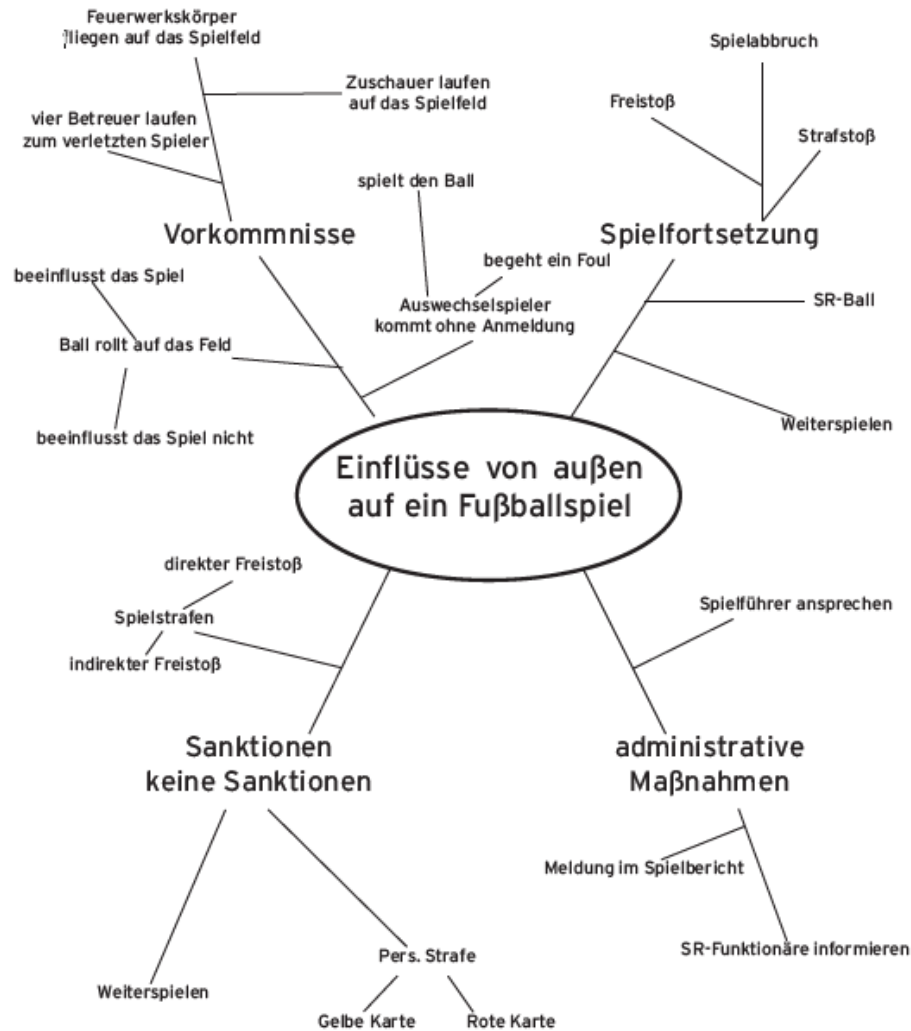 Feuerwerkskörper
fliegen auf das Spielfeld
Zuschauer laufen
auf das Spielfeld
vier Betreuer laufen
zum verletzten Spieler
spielt den Ball
Vorkommnisse
begeht ein Foul
beeinflusst das Spiel
Auswechselspieler
kommt ohne Anmeldung
Ball rollt auf das Feld
beeinflusst das Spiel nicht
Spielabbruch
Freistoß
Strafstoß
Spielfortsetzung
SR-Ball
Weiterspielen
Einflüsse von außen
auf ein Fußballspiel
direkter Freistoß
Spielstrafen
indirekter Freistoß
Sanktionen
keine Sanktionen
Weiterspielen
Pers. Strafe
Gelbe Karte
Rote Karte
Spielführer ansprechen
administrative
Maßnahmen
Meldung im Spielbericht
SR-Funktionäre informieren